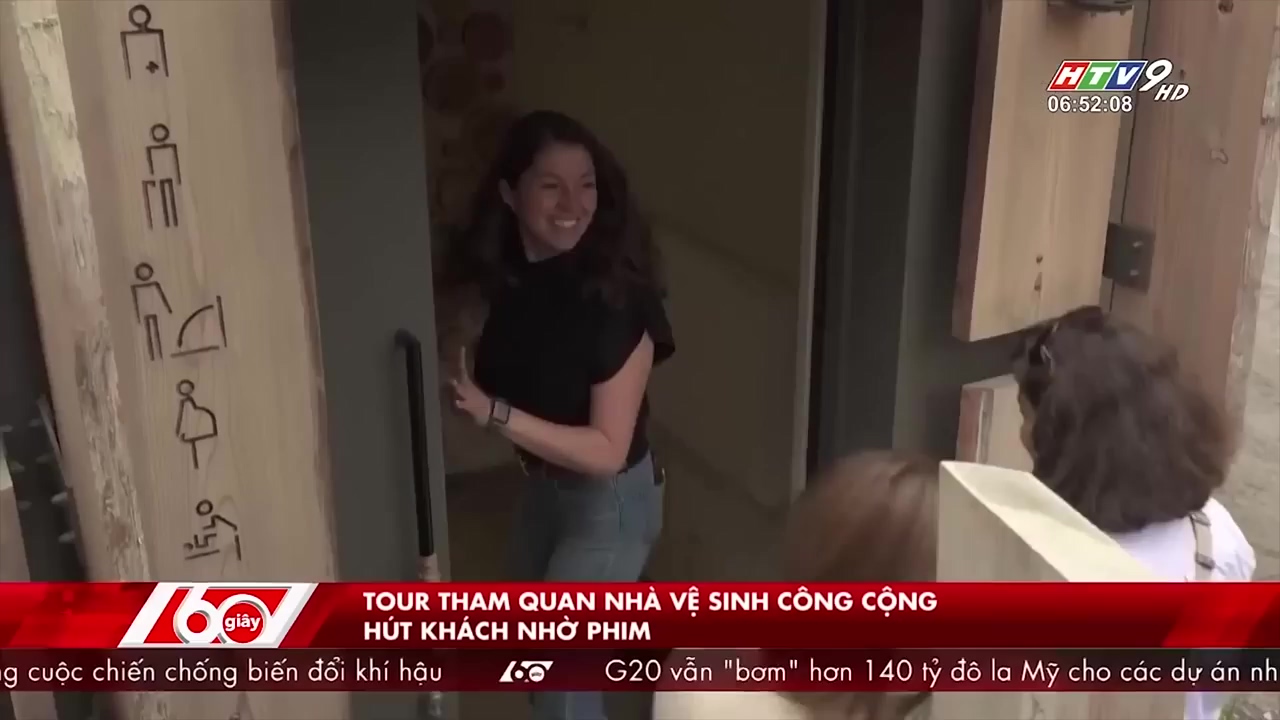 HTV9 HD
06:52:08
60 giây
TOUR THAM QUAN NHÀ VỆ SINH CÔNG CỘNG
HÚT KHÁCH NHỜ PHIM
g cuộc chiến chống biến đổi khí hậu 60 giây G20 vẫn "bơm" hơn 140 tỷ đô la Mỹ cho các dự án nh